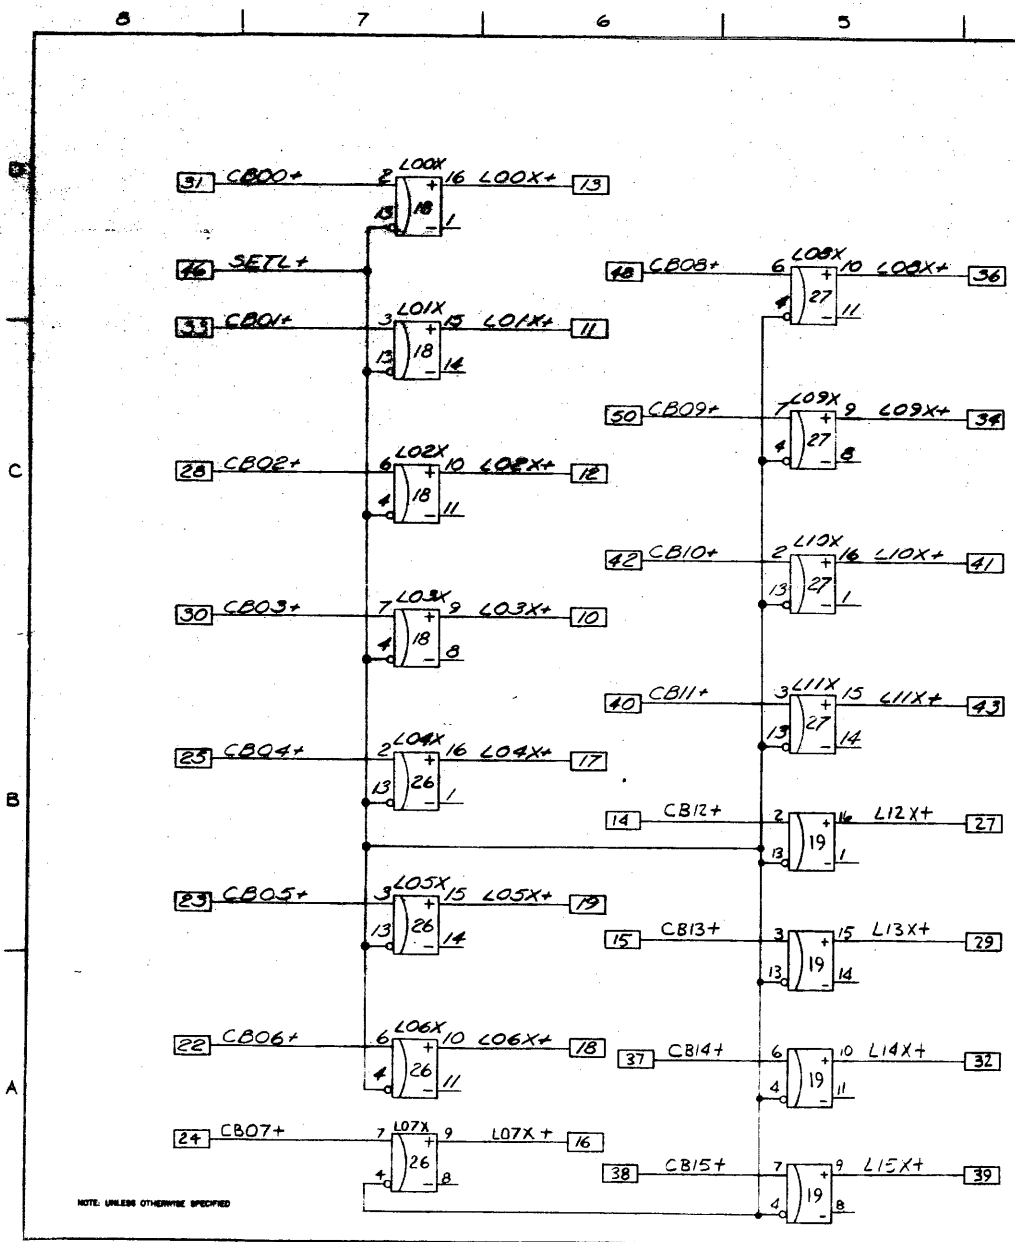 8 7 6 5
D
L00X
31 CB00+ 2 + 16 L00X+ 13
13 18 - 1
46 SETL+
L01X
33 CB01+ 3 + 15 L01X+ 11
13 18 - 14
C
L02X
28 CB02+ 6 + 10 L02X+ 12
4 18 - 11
L03X
30 CB03+ 7 + 9 L03X+ 10
4 18 - 8
B
L04X
25 CB04+ 2 + 16 L04X+ 17
13 26 - 1
L05X
23 CB05+ 3 + 15 L05X+ 19
13 26 - 14
A
L06X
22 CB06+ 6 + 10 L06X+ 18
4 26 - 11
L07X
24 CB07+ 7 + 9 L07X+ 16
4 26 - 8
L08X
48 CB08+ 6 + 10 L08X+ 36
4 27 - 11
L09X
50 CB09+ 7 + 9 L09X+ 34
4 27 - 8
L10X
42 CB10+ 2 + 16 L10X+ 41
13 27 - 1
L11X
40 CB11+ 3 + 15 L11X+ 43
13 27 - 14
14 CB12+ 2 + 16 L12X+ 27
13 19 - 1
15 CB13+ 3 + 15 L13X+ 29
13 19 - 14
37 CB14+ 6 + 10 L14X+ 32
4 19 - 11
38 CB15+ 7 + 9 L15X+ 39
4 19 - 8
NOTE: UNLESS OTHERWISE SPECIFIED